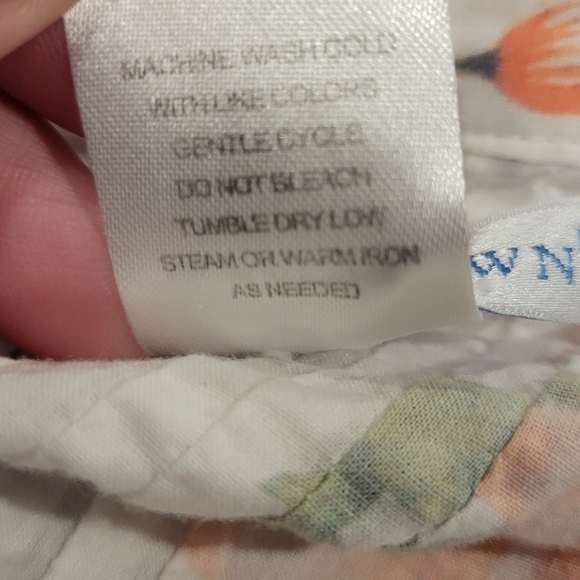 MACHINE WASH COLD
WITH LIKE COLORS
GENTLE CYCLE
DO NOT BLEACH
TUMBLE DRY LOW
STEAM OR WARM IRON
AS NEEDED
WN